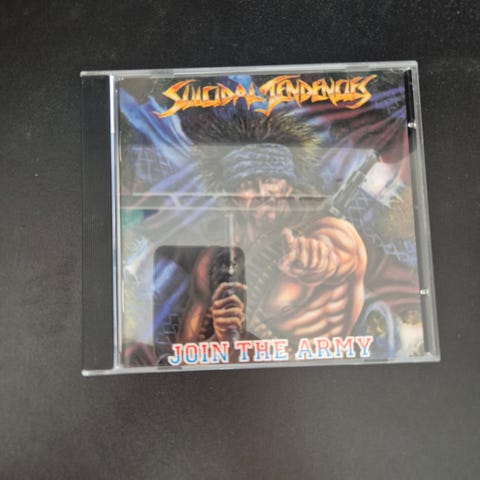 SUICIDAL TENDENCIES
JOIN THE ARMY